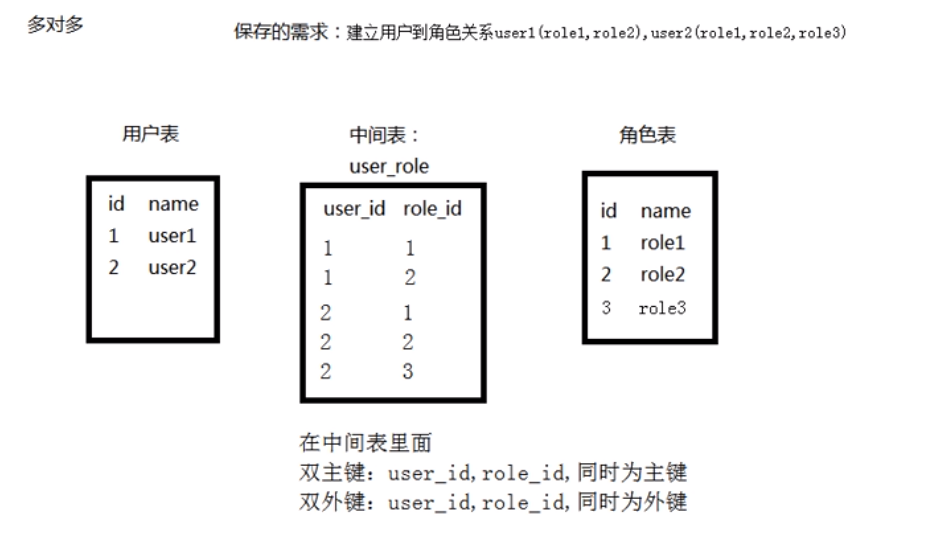 多对多
保存的需求：建立用户到角色关系user1(role1,role2),user2(role1,role2,role3)
用户表
id name
1 user1
2 user2
中间表：
user_role
user_id role_id
1 1
1 2
2 1
2 2
2 3
角色表
id name
1 role1
2 role2
3 role3
在中间表里面
双主键：user_id,role_id,同时为主键
双外键：user_id,role_id,同时为外键